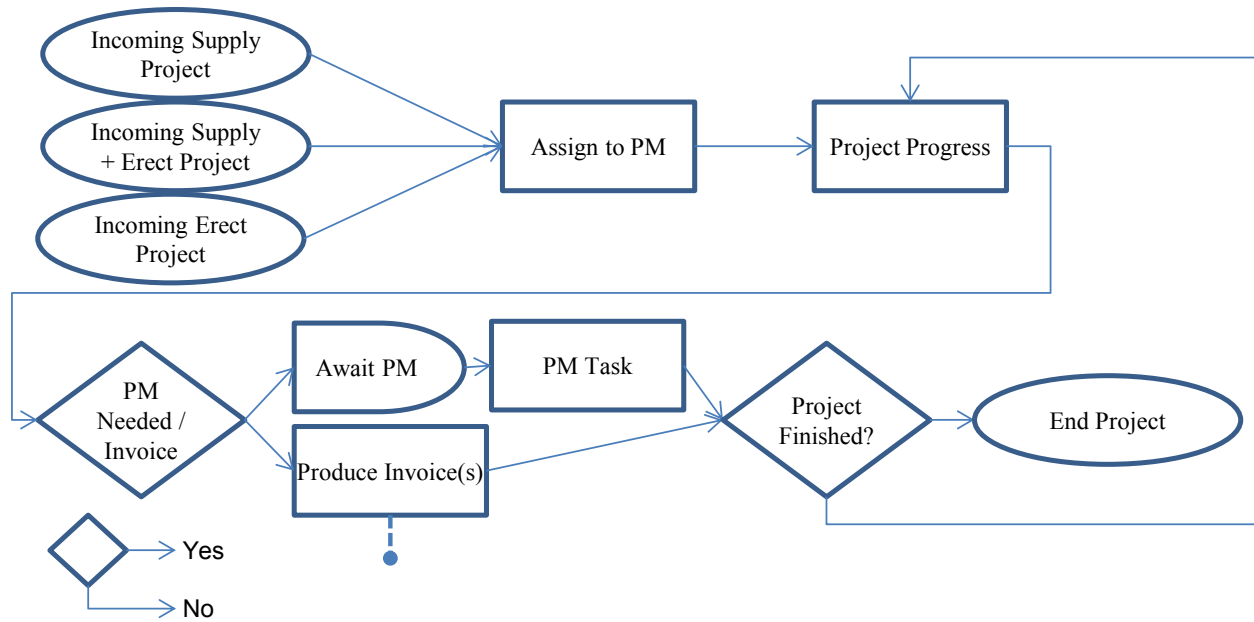 Incoming Supply
Project
Incoming Supply
+ Erect Project
Incoming Erect
Project
Assign to PM
Project Progress
PM
Needed /
Invoice
Await PM
PM Task
Produce Invoice(s)
Project
Finished?
End Project
Yes
No